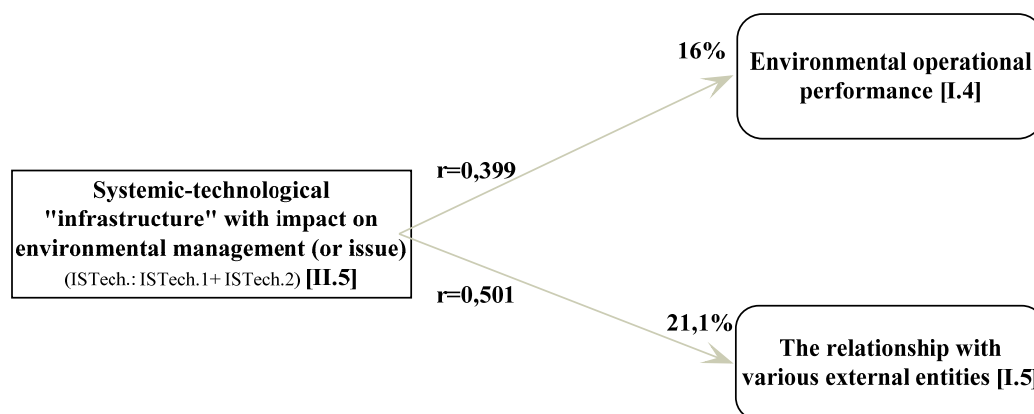 16%
Environmental operational
performance [I.4]
r=0,399
Systemic-technological
"infrastructure" with impact on
environmental management (or issue)
(ISTech.: ISTech.1+ ISTech.2) [II.5]
r=0,501
21,1%
The relationship with
various external entities [I.5]